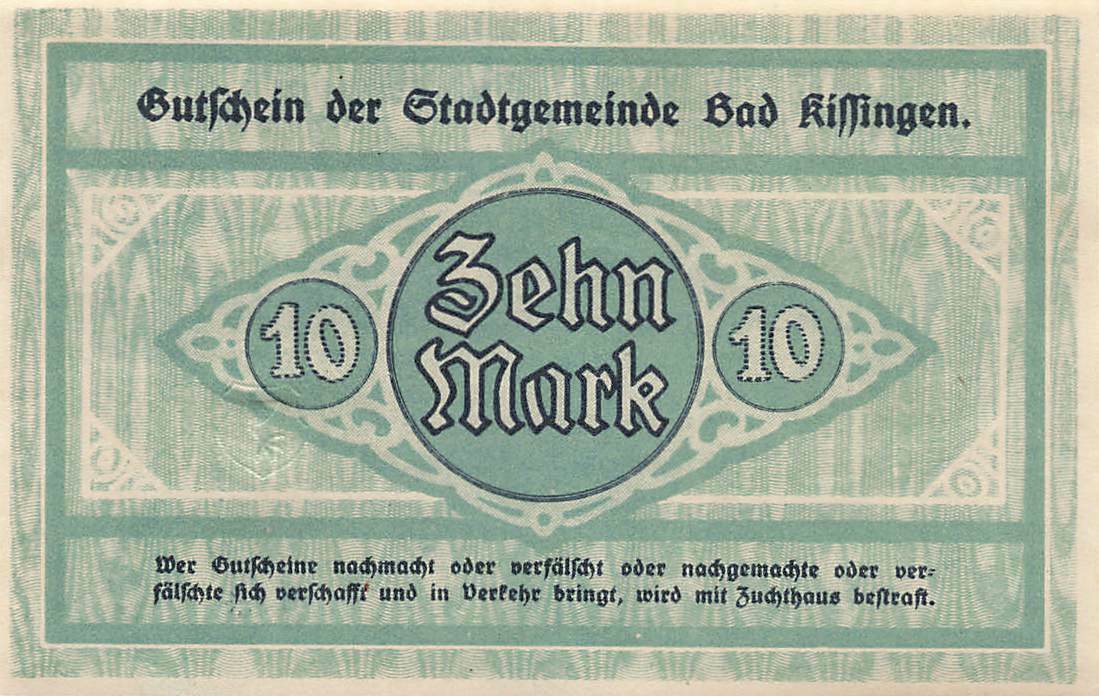 Gutschein der Stadtgemeinde Bad Kissingen.
Zehn
10 10
Mark
Wer Gutscheine nachmacht oder verfälscht oder nachgemachte oder ver-
fälschte sich verschafft und in Verkehr bringt, wird mit Zuchthaus bestraft.